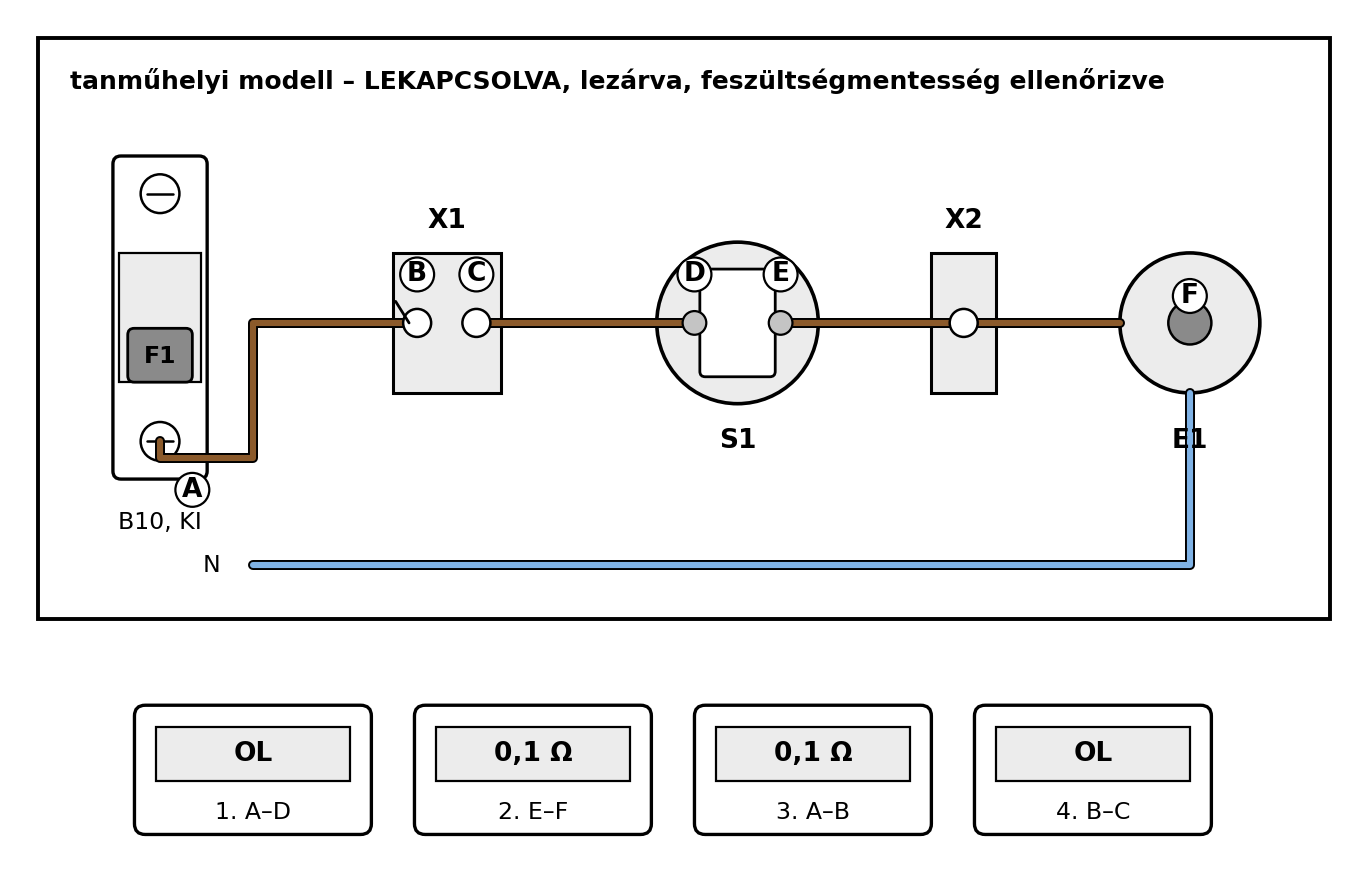 tanműhelyi modell – LEKAPCSOLVA, lezárva, feszültségmentesség ellenőrizve
X1
X2
B
C
D
E
F
F1
S1
E1
A
B10, KI
N
OL
0,1 Ω
0,1 Ω
OL
1. A–D
2. E–F
3. A–B
4. B–C